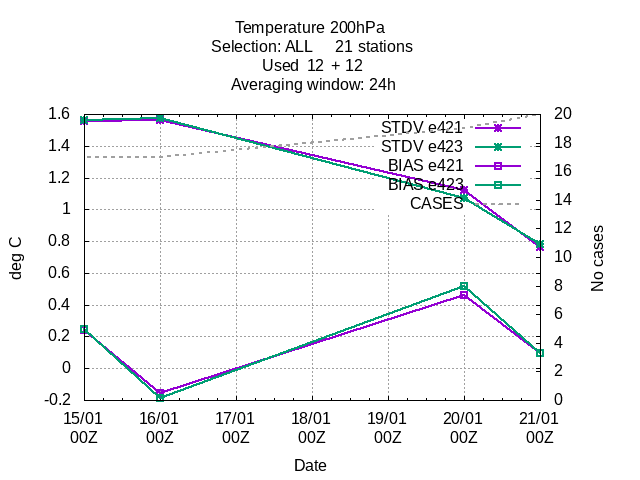 Temperature 200hPa
Selection: ALL 21 stations
Used 12 + 12
Averaging window: 24h
1.6
1.4
1.2
1
0.8
0.6
0.4
0.2
0
-0.2
20
18
16
14
12
10
8
6
4
2
0
deg C
No cases
STDV e421
STDV e423
BIAS e421
BIAS e423
CASES
15/01 16/01 17/01 18/01 19/01 20/01 21/01
00Z 00Z 00Z 00Z 00Z 00Z 00Z
Date